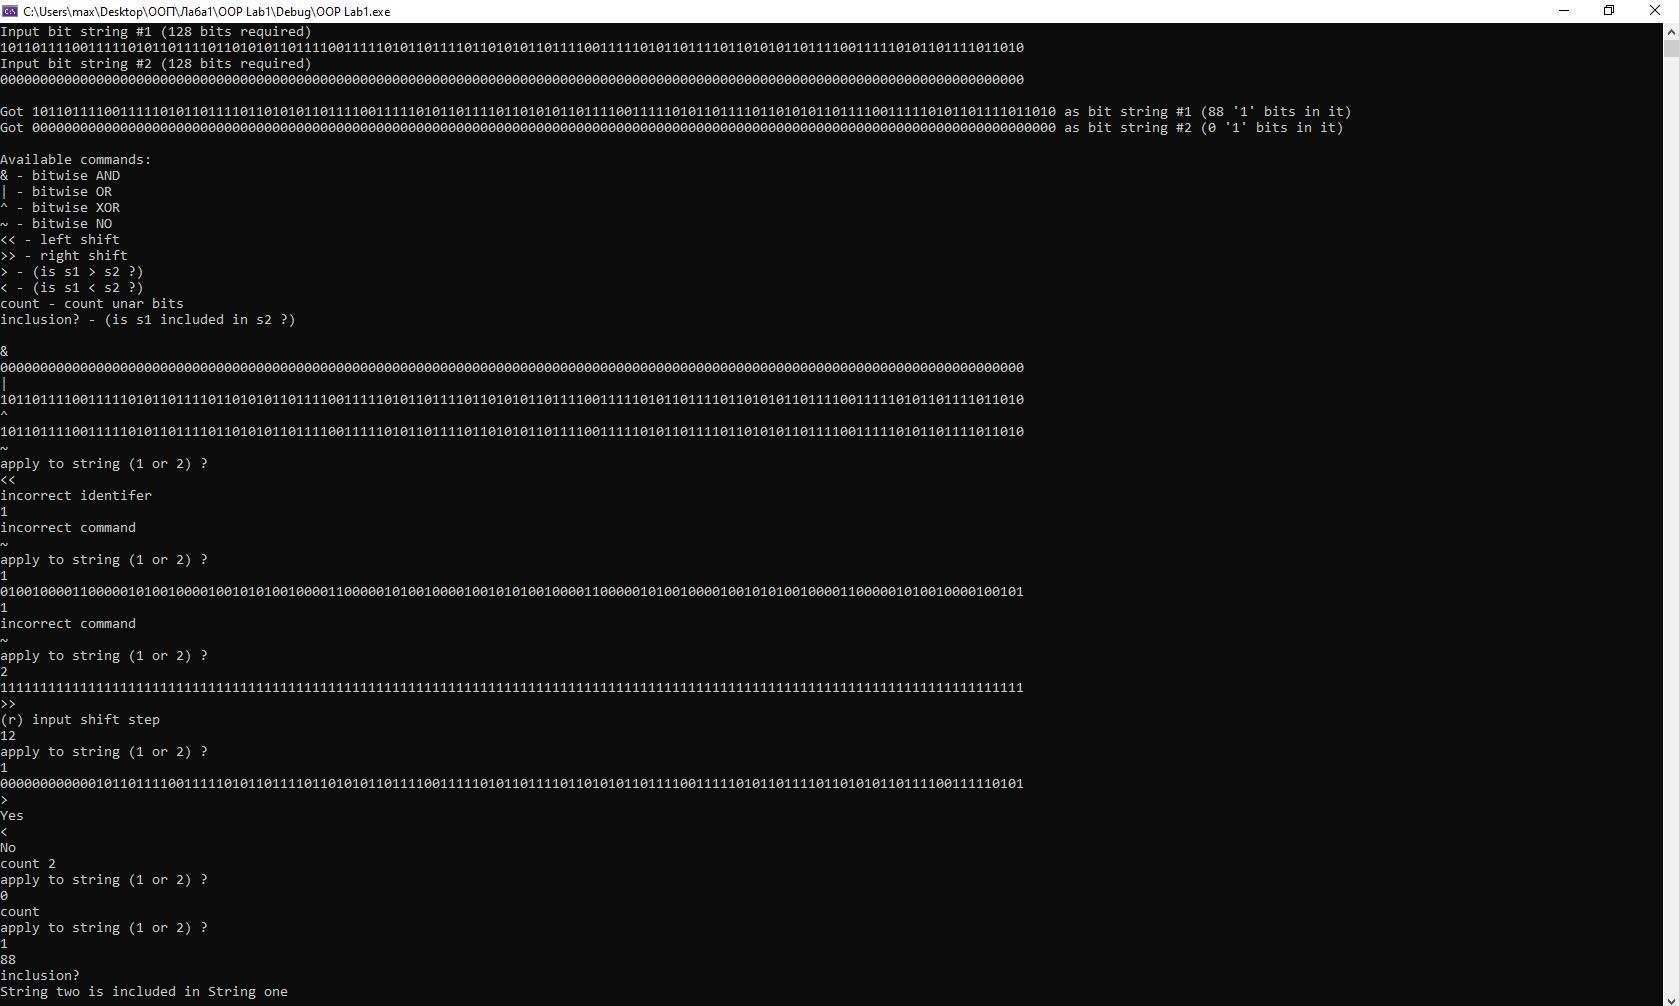 C:\Users\max\Desktop\ООП\Лаба1\OOP Lab1\Debug\OOP Lab1.exe
Input bit string #1 (128 bits required)
10110111100111110101101111011010101101111001111101011011110110101011011110011111010110111101101010110111100111110101101111011010
Input bit string #2 (128 bits required)
00000000000000000000000000000000000000000000000000000000000000000000000000000000000000000000000000000000000000000000000000000000
Got 10110111100111110101101111011010101101111001111101011011110110101011011110011111010110111101101010110111100111110101101111011010 as bit string #1 (88 '1' bits in it)
Got 00000000000000000000000000000000000000000000000000000000000000000000000000000000000000000000000000000000000000000000000000000000 as bit string #2 (0 '1' bits in it)
Available commands:
& - bitwise AND
| - bitwise OR
^ - bitwise XOR
~ - bitwise NO
<< - left shift
>> - right shift
> - (is s1 > s2 ?)
< - (is s1 < s2 ?)
count - count unar bits
inclusion? - (is s1 included in s2 ?)
&
00000000000000000000000000000000000000000000000000000000000000000000000000000000000000000000000000000000000000000000000000000000
|
10110111100111110101101111011010101101111001111101011011110110101011011110011111010110111101101010110111100111110101101111011010
^
10110111100111110101101111011010101101111001111101011011110110101011011110011111010110111101101010110111100111110101101111011010
~
apply to string (1 or 2) ?
<<
incorrect identifer
1
incorrect command
~
apply to string (1 or 2) ?
1
01001000011000001010010000100101010010000110000010100100001001010100100001100000101001000010010101001000011000001010010000100101
1
incorrect command
~
apply to string (1 or 2) ?
2
11111111111111111111111111111111111111111111111111111111111111111111111111111111111111111111111111111111111111111111111111111111
>>
(r) input shift step
12
apply to string (1 or 2) ?
1
00000000000010110111100111110101101111011010101101111001111101011011110110101011011110011111010110111101101010110111100111110101
>
Yes
<
No
count 2
apply to string (1 or 2) ?
0
count
apply to string (1 or 2) ?
1
88
inclusion?
String two is included in String one